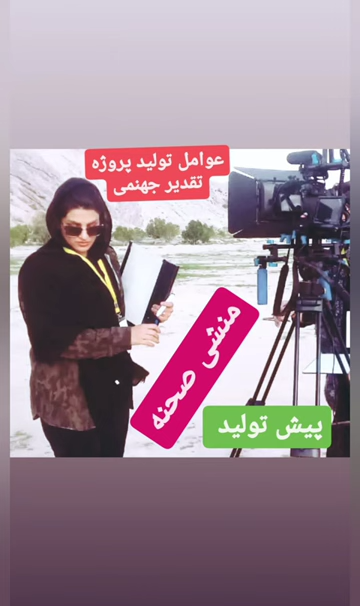 عوامل تولید پروژه
تقدیر جهنمی
منشی صحنه
پیش تولید